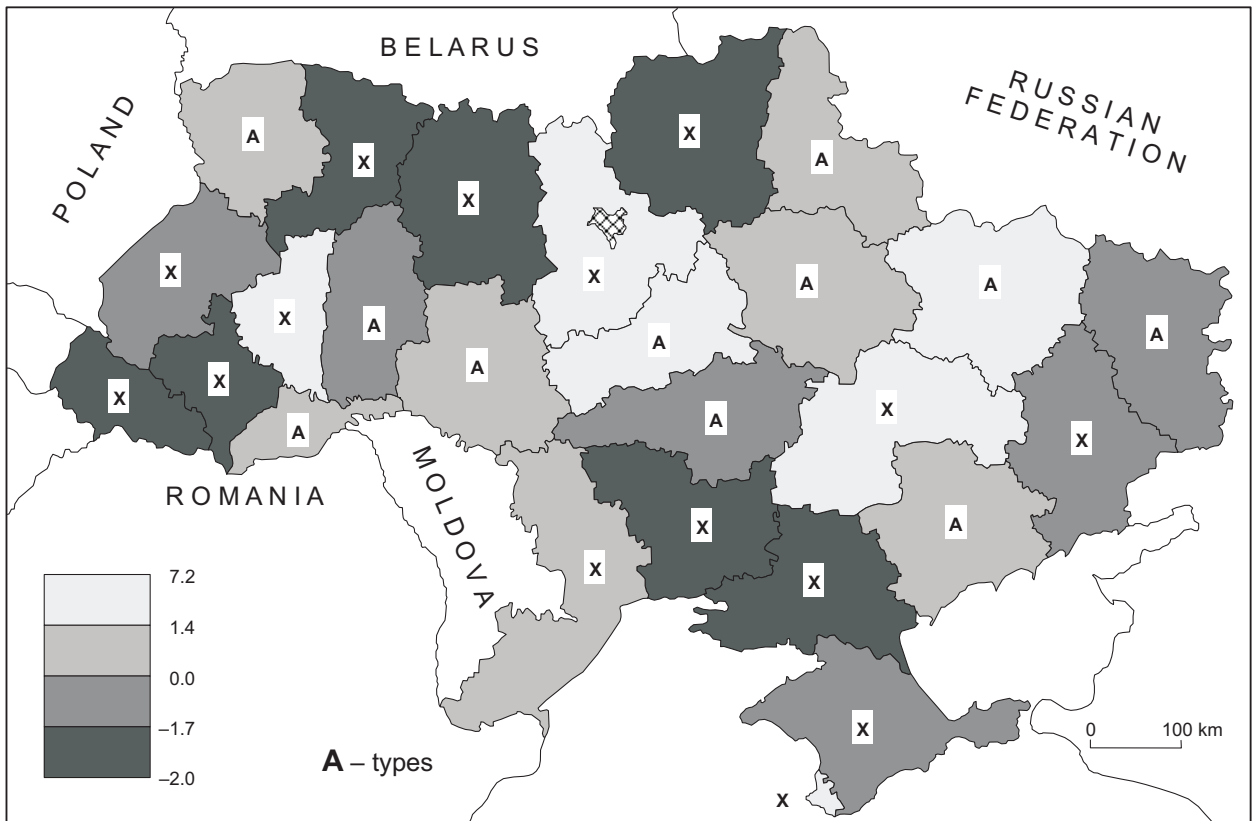 BELARUS
RUSSIAN
FEDERATION
POLAND
A
X
X
X
A
X
X
A
A
X
X
A
A
A
A
X
X
A
A
X
X
A
X
A
X
X
X
X
ROMANIA
MOLDOVA
7.2
1.4
0.0
–1.7
–2.0
A – types
0 100 km